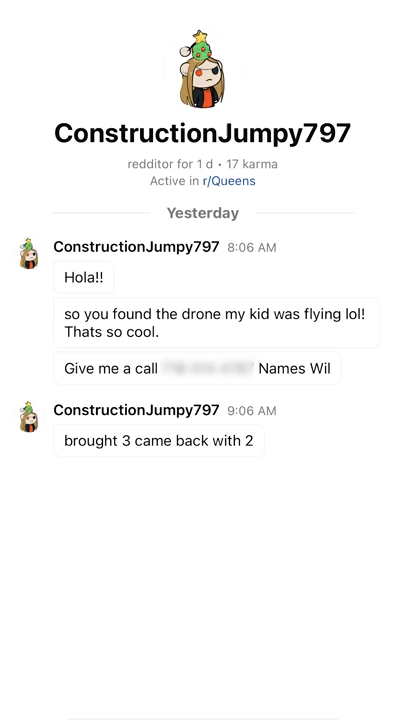 ConstructionJumpy797
redditor for 1 d • 17 karma
Active in r/Queens
Yesterday
ConstructionJumpy797 8:06 AM
Hola!!
so you found the drone my kid was flying lol!
Thats so cool.
Give me a call Names Wil
ConstructionJumpy797 9:06 AM
brought 3 came back with 2